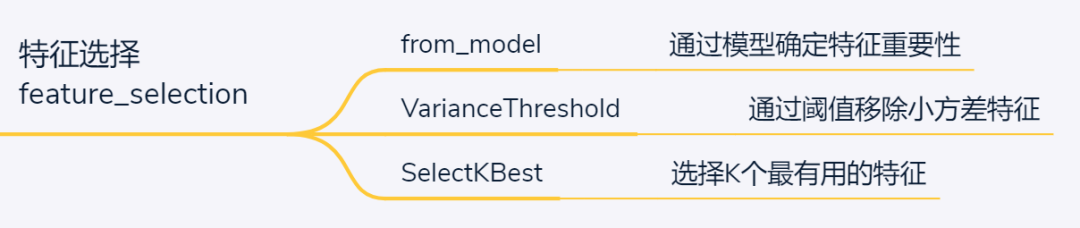 特征选择
feature_selection
from_model 通过模型确定特征重要性
VarianceThreshold 通过阈值移除小方差特征
SelectKBest 选择K个最有用的特征